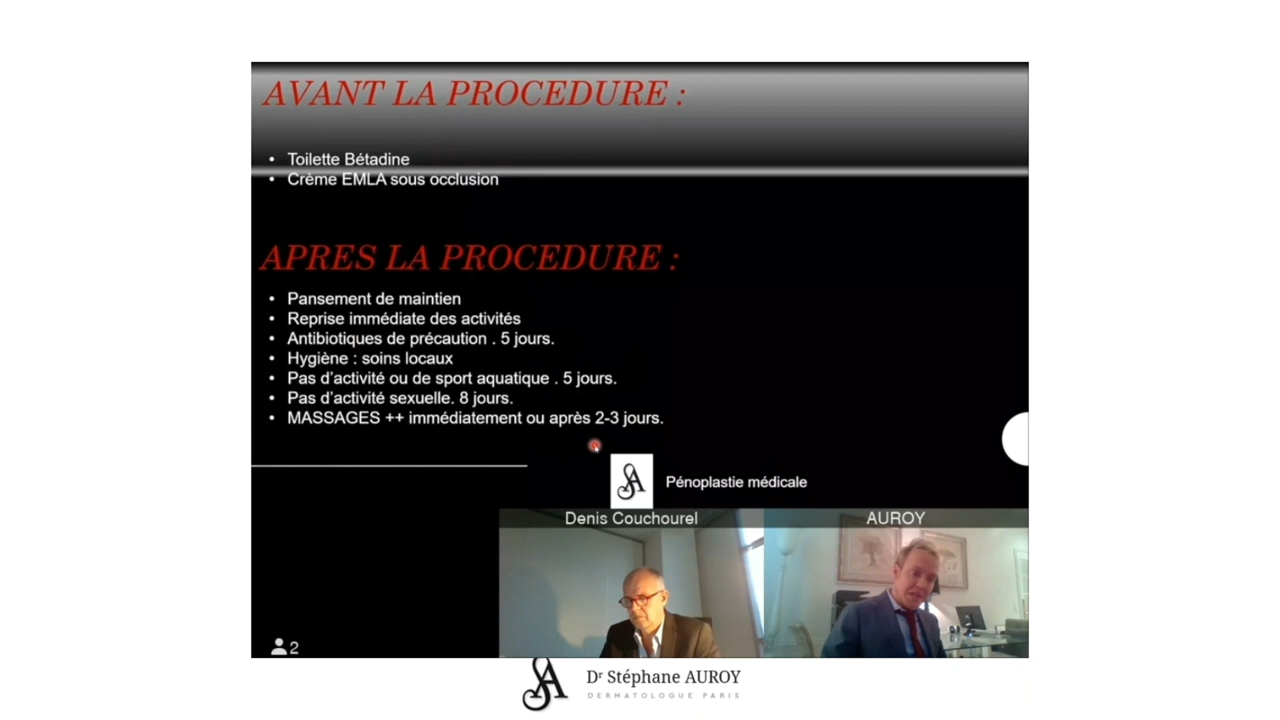 AVANT LA PROCEDURE :
• Toilette Bétadine
• Crème EMLA sous occlusion
APRES LA PROCEDURE :
• Pansement de maintien
• Reprise immédiate des activités
• Antibiotiques de précaution . 5 jours.
• Hygiène : soins locaux
• Pas d'activité ou de sport aquatique . 5 jours.
• Pas d'activité sexuelle. 8 jours.
• MASSAGES ++ immédiatement ou après 2-3 jours.
SA
Pénoplastie médicale
Denis Couchourel
AUROY
2
SA
Dr Stéphane AUROY
DERMATOLOGUE PARIS